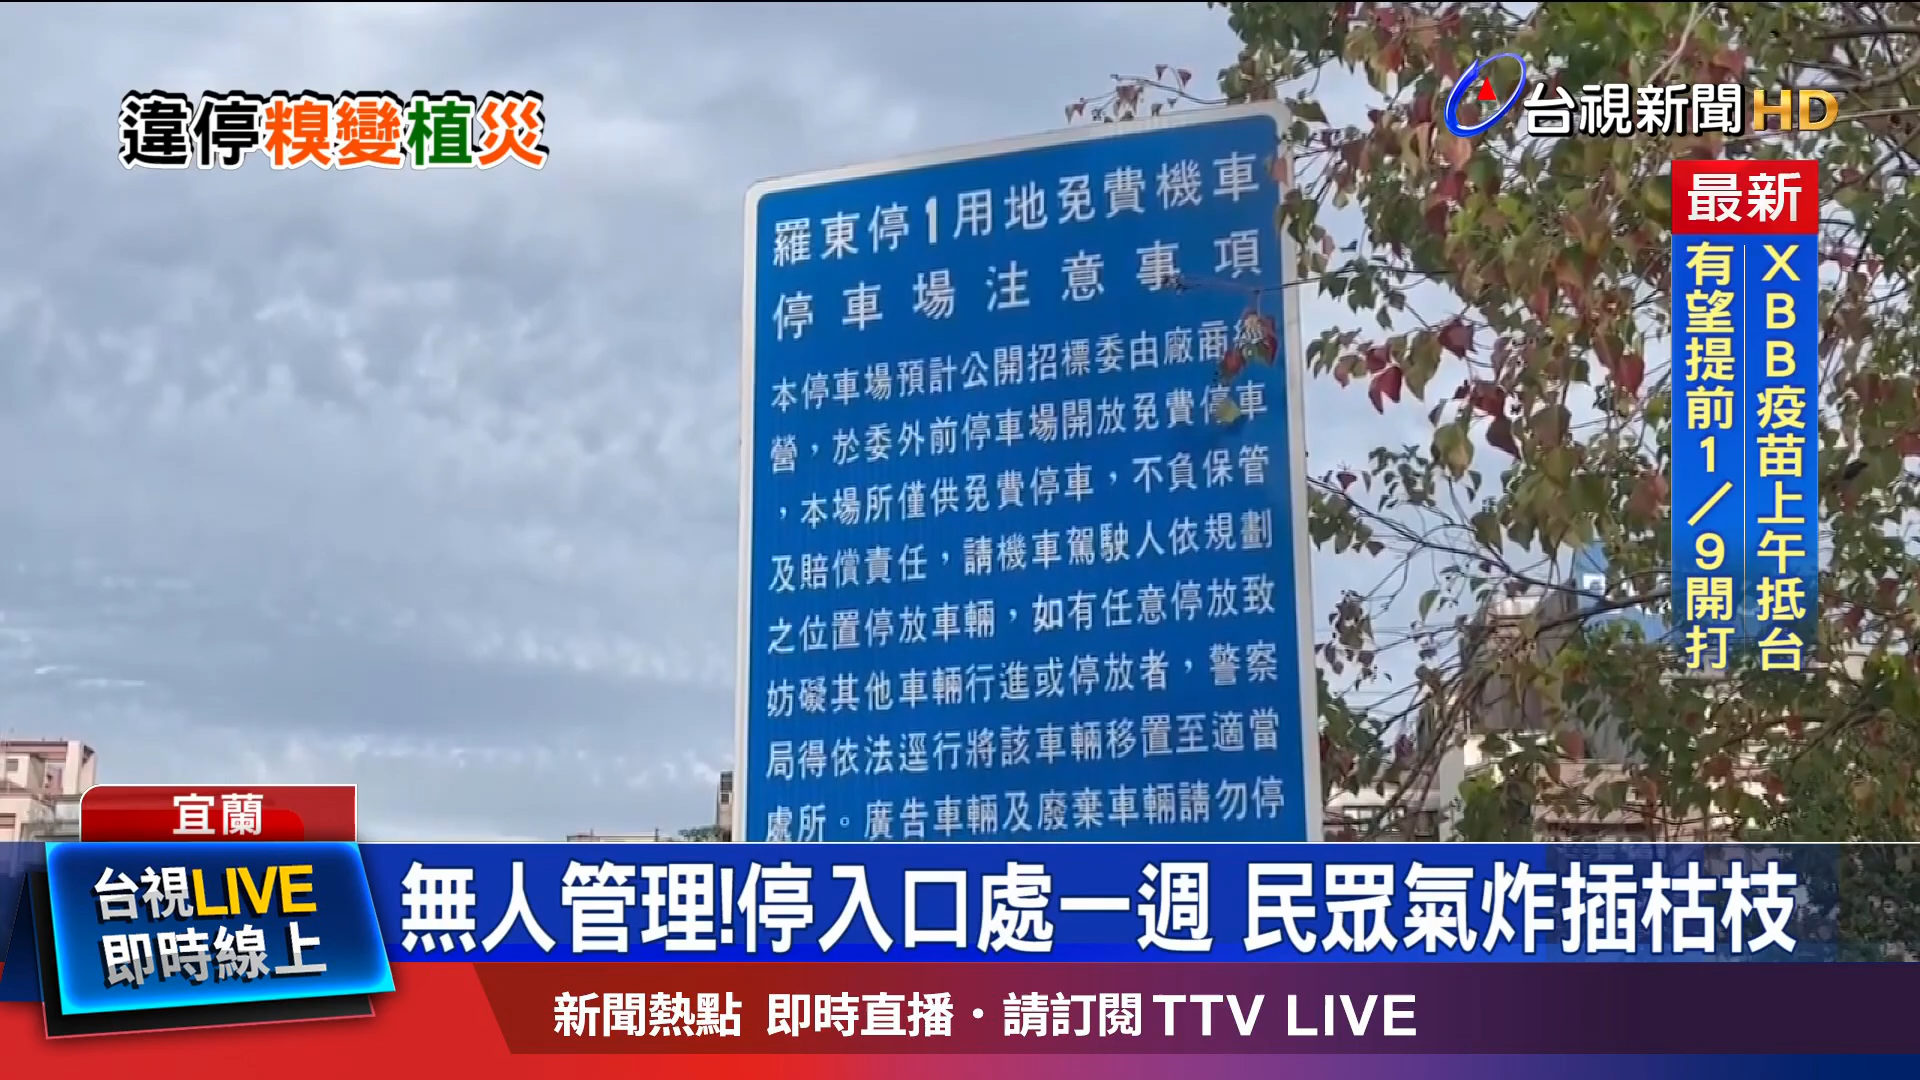 違停糗變植災
台視新聞HD
最新
XBB疫苗上午抵台
有望提前1/9開打
羅東停1用地免費機車
停車場注意事項
本停車場預計公開招標委由廠商經
營，於委外前停車場開放免費停車
，本場所僅供免費停車，不負保管
及賠償責任，請機車駕駛人依規劃
之位置停放車輛，如有任意停放致
妨礙其他車輛行進或停放者，警察
局得依法逕行將該車輛移置至適當
處所。廣告車輛及廢棄車輛請勿停
宜蘭
台視LIVE
即時線上
無人管理!停入口處一週 民眾氣炸插枯枝
新聞熱點 即時直播・請訂閱TTV LIVE